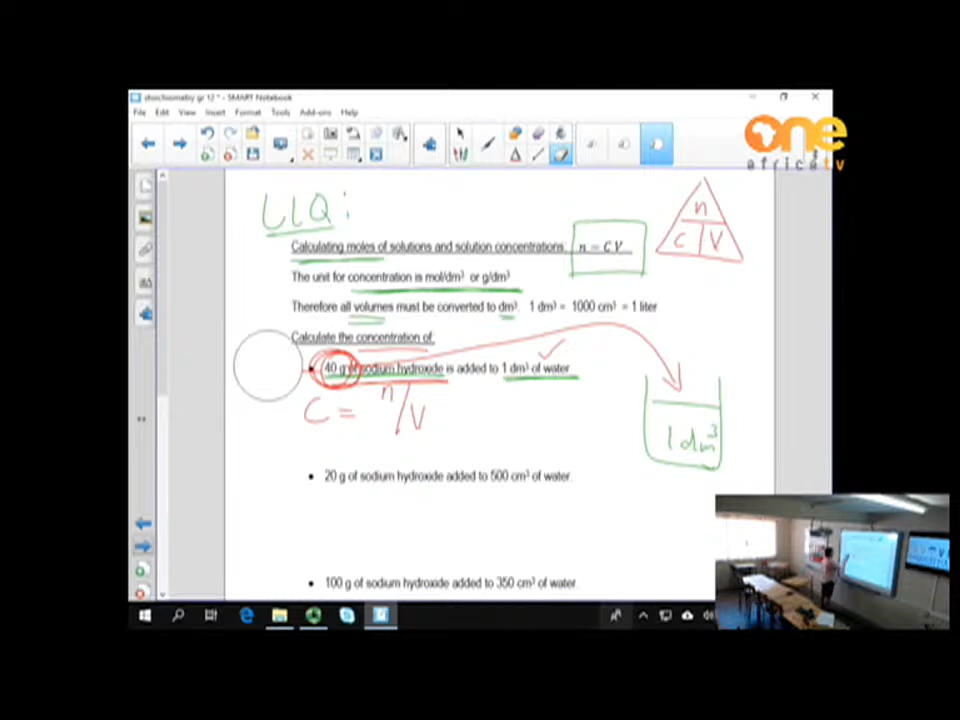 stoichiometry gr 12 * - SMART Notebook
File Edit View Insert Format Tools Add-ons Help
one
africa tv
LLQ:
Calculating moles of solutions and solution concentrations: n = C V
n
C V
The unit for concentration is mol/dm³ or g/dm³
Therefore all volumes must be converted to dm³. 1 dm³ = 1000 cm³ = 1 liter
Calculate the concentration of
• 40 g of sodium hydroxide is added to 1 dm³ of water.
C = n/V
1 dm³
• 20 g of sodium hydroxide added to 500 cm³ of water.
• 100 g of sodium hydroxide added to 350 cm³ of water.